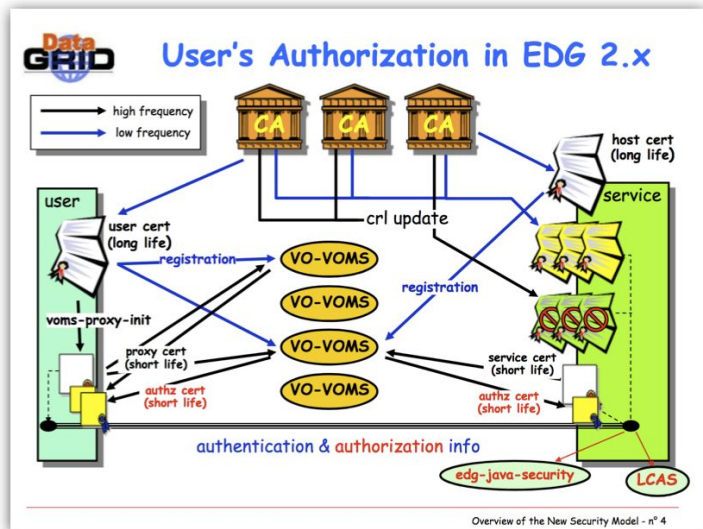 Data
GRID
User's Authorization in EDG 2.x
high frequency
low frequency
CA
CA
CA
host cert
(long life)
user
service
crl update
user cert
(long life)
registration
VO-VOMS
registration
VO-VOMS
voms-proxy-init
VO-VOMS
proxy cert
(short life)
service cert
(short life)
authz cert
(short life)
VO-VOMS
authz cert
(short life)
authentication & authorization info
edg-java-security
LCAS
Overview of the New Security Model - n° 4